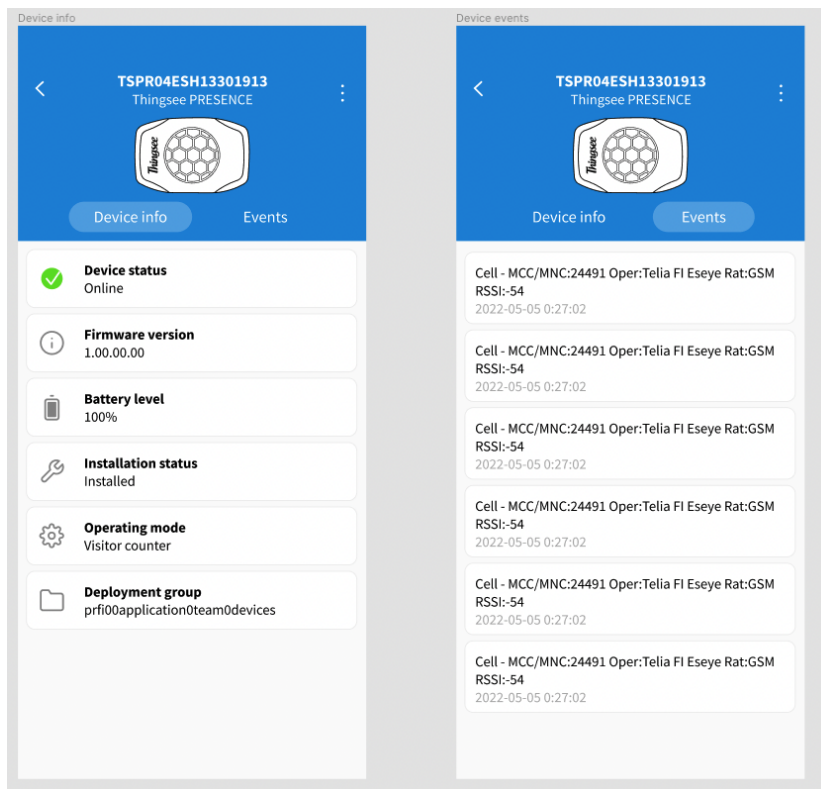 Device info
TSPR04ESH13301913
Thingsee PRESENCE
Thingsee
Device info Events
Device status
Online
Firmware version
1.00.00.00
Battery level
100%
Installation status
Installed
Operating mode
Visitor counter
Deployment group
prfi00application0team0devices
Device events
TSPR04ESH13301913
Thingsee PRESENCE
Thingsee
Device info Events
Cell - MCC/MNC:24491 Oper:Telia FI Eseye Rat:GSM
RSSI:-54
2022-05-05 0:27:02
Cell - MCC/MNC:24491 Oper:Telia FI Eseye Rat:GSM
RSSI:-54
2022-05-05 0:27:02
Cell - MCC/MNC:24491 Oper:Telia FI Eseye Rat:GSM
RSSI:-54
2022-05-05 0:27:02
Cell - MCC/MNC:24491 Oper:Telia FI Eseye Rat:GSM
RSSI:-54
2022-05-05 0:27:02
Cell - MCC/MNC:24491 Oper:Telia FI Eseye Rat:GSM
RSSI:-54
2022-05-05 0:27:02
Cell - MCC/MNC:24491 Oper:Telia FI Eseye Rat:GSM
RSSI:-54
2022-05-05 0:27:02